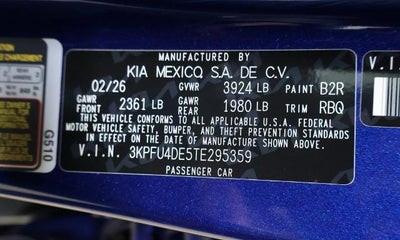 MANUFACTURED BY
KIA MEXICO, S.A. DE C.V.
02/26 GVWR 3924 LB PAINT B2R
GAWR FRONT 2361 LB GAWR REAR 1980 LB TRIM RBQ
THIS VEHICLE CONFORMS TO ALL APPLICABLE U.S.A. FEDERAL
MOTOR VEHICLE SAFETY, BUMPER, AND THEFT PREVENTION STANDARDS
IN EFFECT ON THE DATE OF MANUFACTURE SHOWN ABOVE.
V.I.N. 3KPFU4DE5TE295359
PASSENGER CAR
G510
V.I.N